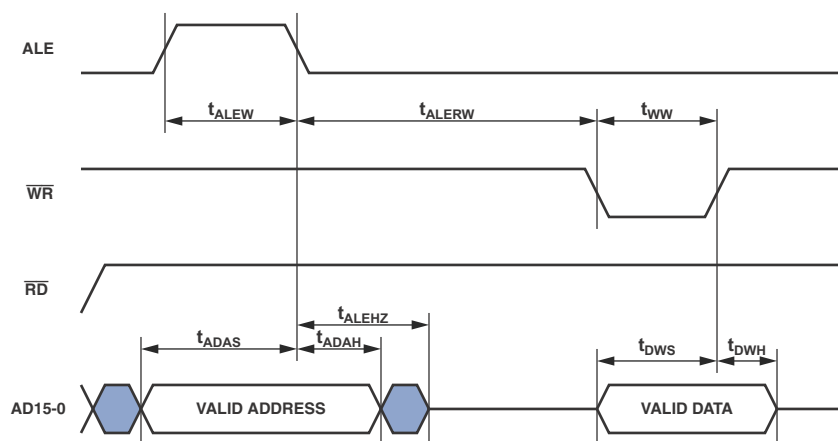 ALE
tALEW
tALERW
tWW
WR
RD
tALEHZ
tADAS
tADAH
tDWS
tDWH
AD15-0
VALID ADDRESS
VALID DATA